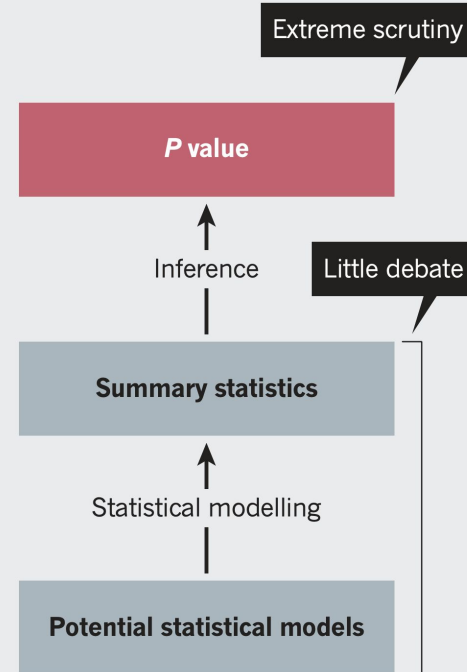 Extreme scrutiny
P value
Inference
Little debate
Summary statistics
Statistical modelling
Potential statistical models